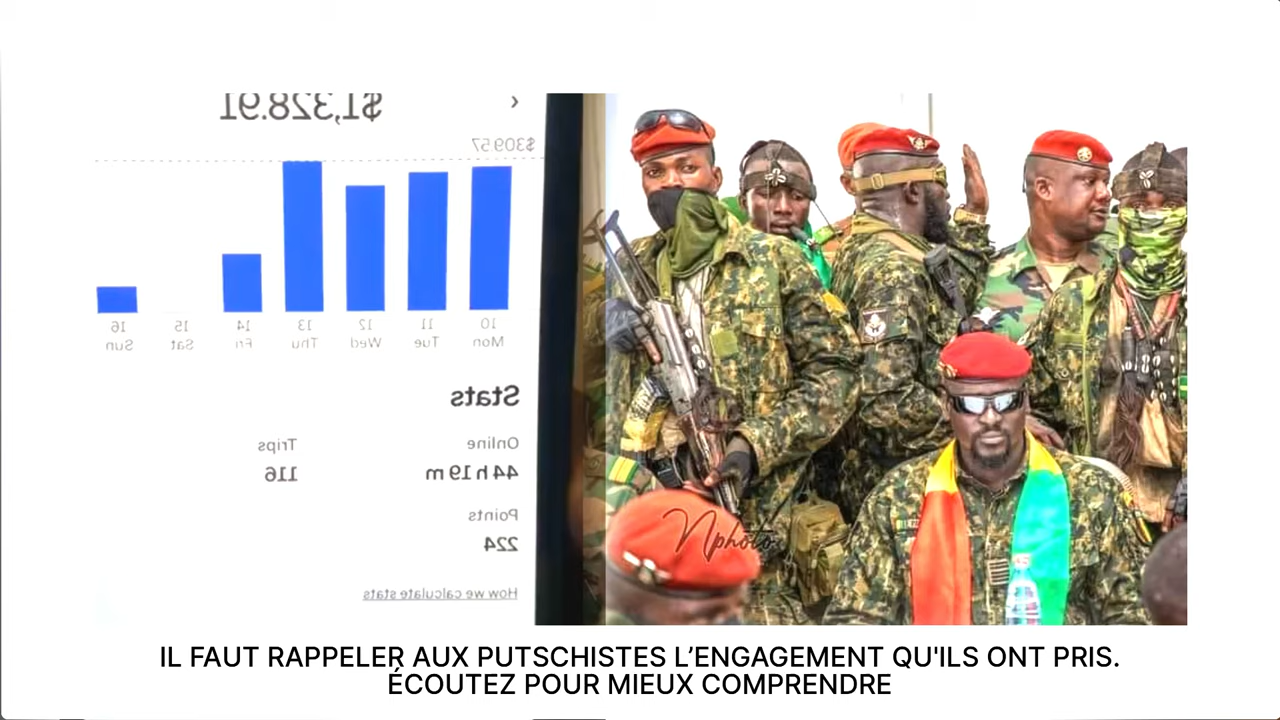 $1,328.91
$309.57
16 15 14 13 12 11 10
Sun Sat Fri Thu Wed Tue Mon
Stats
Trips Online
116 44 h 19 m
Points
224
How we calculate stats
Nphoto
IL FAUT RAPPELER AUX PUTSCHISTES L’ENGAGEMENT QU'ILS ONT PRIS.
ÉCOUTEZ POUR MIEUX COMPRENDRE